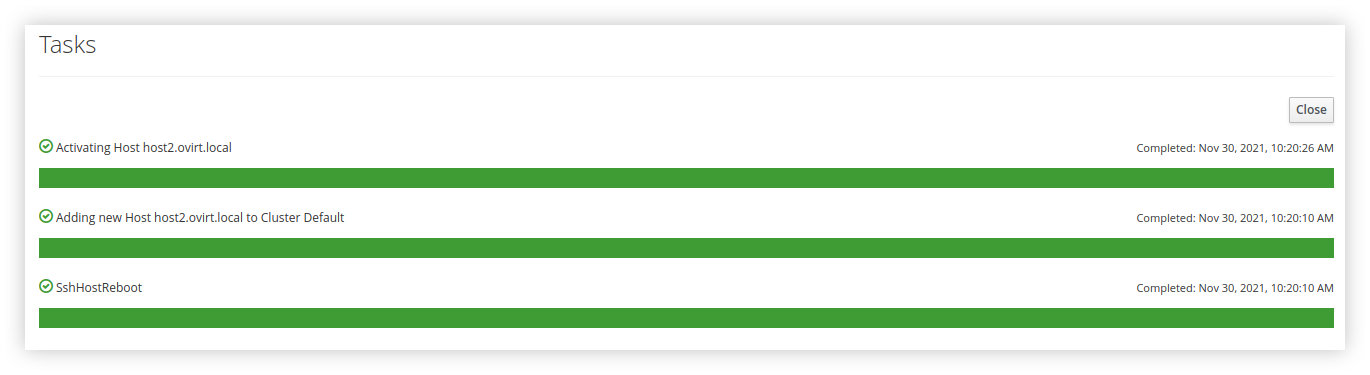 Tasks
Close
Activating Host host2.ovirt.local Completed: Nov 30, 2021, 10:20:26 AM
Adding new Host host2.ovirt.local to Cluster Default Completed: Nov 30, 2021, 10:20:10 AM
SshHostReboot Completed: Nov 30, 2021, 10:20:10 AM